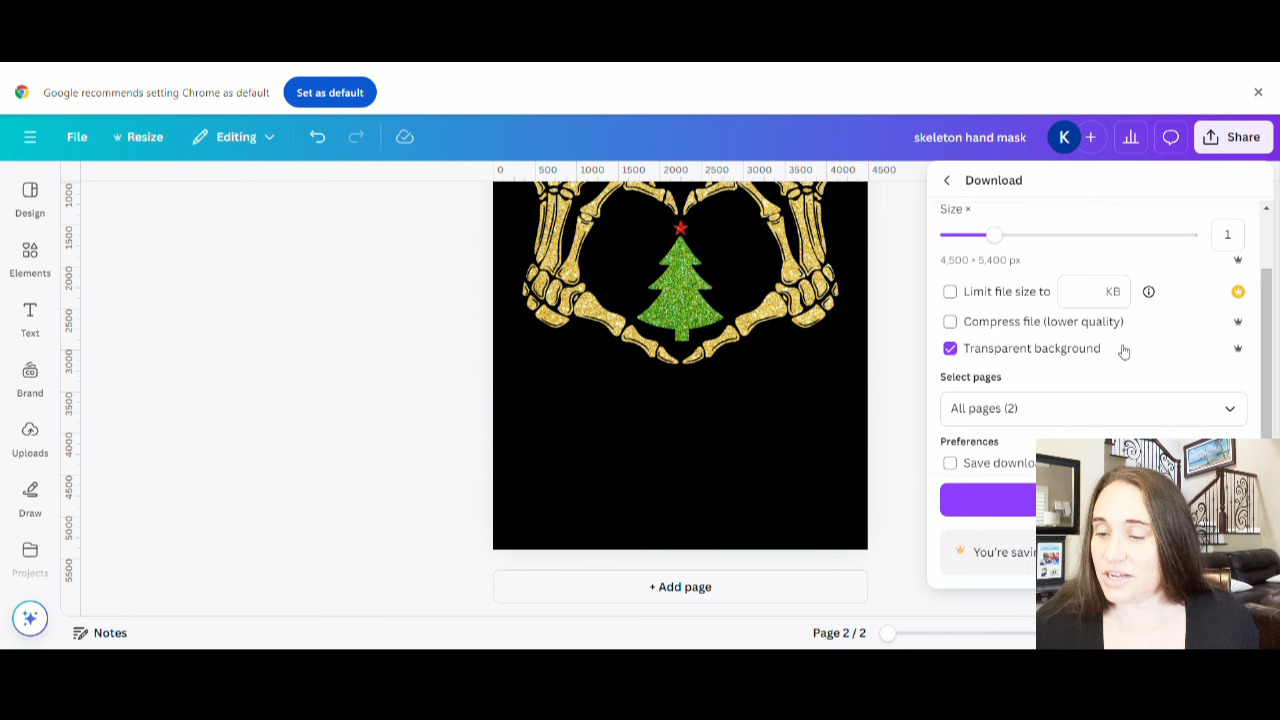 Google recommends setting Chrome as default
Set as default
File
Resize
Editing
skeleton hand mask
K
+
Share
0 500 1000 1500 2000 2500 3000 3500 4000 4500
1000
1500
2000
2500
3000
3500
4000
4500
5000
5500
Design
Elements
Text
Brand
Uploads
Draw
Projects
Download
Size ×
1
4,500 × 5,400 px
Limit file size to
KB
Compress file (lower quality)
Transparent background
Select pages
All pages (2)
Preferences
Save downlo
You're savi
+ Add page
Notes
Page 2 / 2